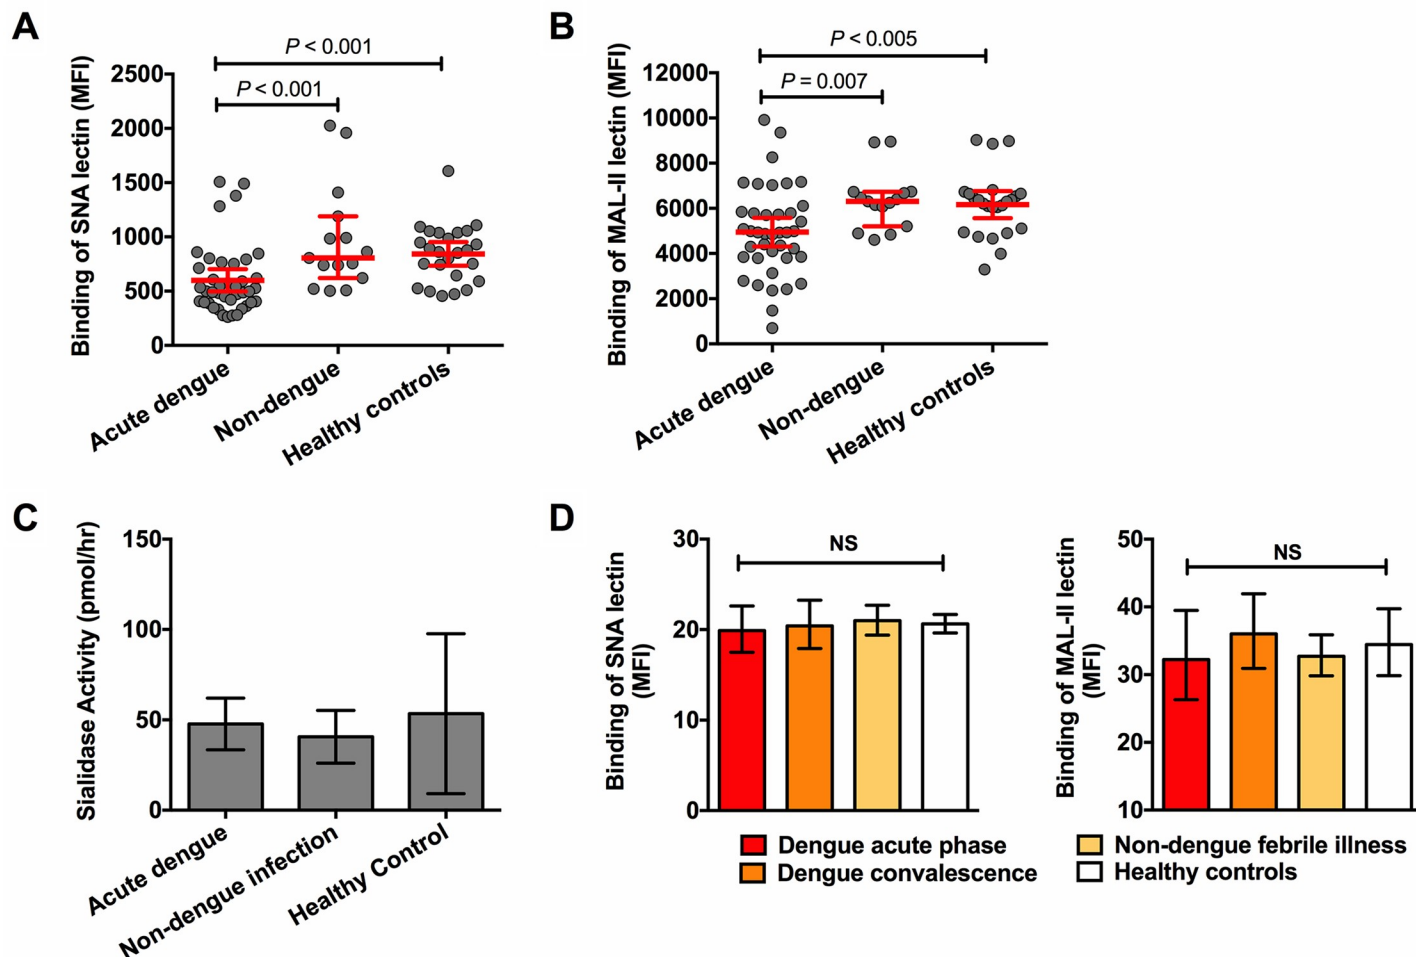 A
Binding of SNA lectin (MFI)
2500
2000
1500
1000
500
0
P < 0.001
P < 0.001
Acute dengue
Non-dengue
Healthy controls
B
Binding of MAL-II lectin (MFI)
12000
10000
8000
6000
4000
2000
0
P < 0.005
P = 0.007
Acute dengue
Non-dengue
Healthy controls
C
Sialidase Activity (pmol/hr)
150
100
50
0
Acute dengue
Non-dengue infection
Healthy Control
D
Binding of SNA lectin
(MFI)
30
20
10
0
NS
Binding of MAL-II lectin
(MFI)
50
40
30
20
10
NS
Dengue acute phase
Dengue convalescence
Non-dengue febrile illness
Healthy controls